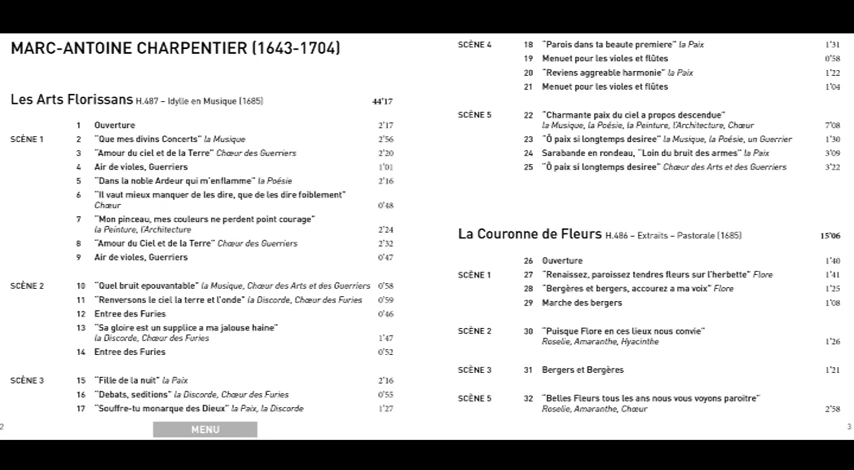 MARC-ANTOINE CHARPENTIER (1643-1704)
Les Arts Florissans H.487 – Idylle en Musique (1685) 44’17
1 Ouverture 2’17
SCÈNE 1 2 “Que mes divins Concerts” la Musique 2’56
3 “Amour du ciel et de la Terre” Chœur des Guerriers 2’20
4 Air de violes, Guerriers 1’01
5 “Dans la noble Ardeur qui m’enflamme” la Poésie 2’16
6 “Il vaut mieux manquer de les dire, que de les dire foiblement”
Chœur 0’48
7 “Mon pinceau, mes couleurs ne perdent point courage”
la Peinture, l’Architecture 2’24
8 “Amour du Ciel et de la Terre” Chœur des Guerriers 2’32
9 Air de violes, Guerriers 0’47
SCÈNE 2 10 “Quel bruit epouvantable” la Musique, Chœur des Arts et des Guerriers 0’58
11 “Renversons le ciel la terre et l’onde” la Discorde, Chœur des Furies 0’59
12 Entree des Furies 0’46
13 “Sa gloire est un supplice a ma jalouse haine”
la Discorde, Chœur des Furies 1’47
14 Entree des Furies 0’52
SCÈNE 3 15 “Fille de la nuit” la Paix 2’16
16 “Debats, seditions” la Discorde, Chœur des Furies 0’55
17 “Souffre-tu monarque des Dieux” la Paix, la Discorde 1’27
2
MENU
SCÈNE 4 18 “Parois dans ta beaute premiere” la Paix 1’31
19 Menuet pour les violes et flûtes 0’58
20 “Reviens aggreable harmonie” la Paix 1’22
21 Menuet pour les violes et flûtes 1’04
SCÈNE 5 22 “Charmante paix du ciel a propos descendue”
la Musique, la Poésie, la Peinture, l’Architecture, Chœur 7’08
23 “Ô paix si longtemps desiree” la Musique, la Poésie, un Guerrier 1’30
24 Sarabande en rondeau, “Loin du bruit des armes” la Paix 3’09
25 “Ô paix si longtemps desiree” Chœur des Arts et des Guerriers 3’22
La Couronne de Fleurs H.486 – Extraits – Pastorale (1685) 15’06
26 Ouverture 1’40
SCÈNE 1 27 “Renaissez, paroissez tendres fleurs sur l’herbette” Flore 1’41
28 “Bergères et bergers, accourez a ma voix” Flore 1’25
29 Marche des bergers 1’08
SCÈNE 2 30 “Puisque Flore en ces lieux nous convie”
Roselie, Amaranthe, Hyacinthe 1’26
SCÈNE 3 31 Bergers et Bergères 1’21
SCÈNE 5 32 “Belles Fleurs tous les ans nous vous voyons paroitre”
Roselie, Amaranthe, Chœur 2’58
3